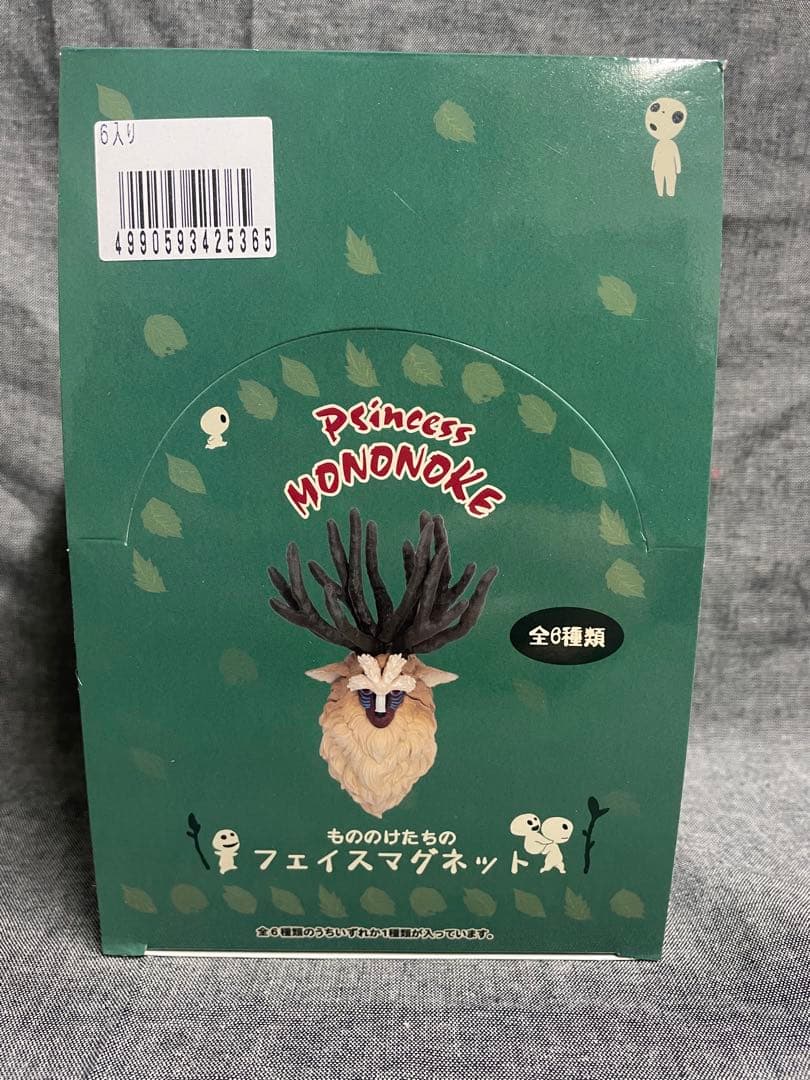 6入り
4990593425365
Princess
MONONOKE
全6種類
もののけたちの
フェイスマグネット
全6種類のうちいずれか1種類が入っています。